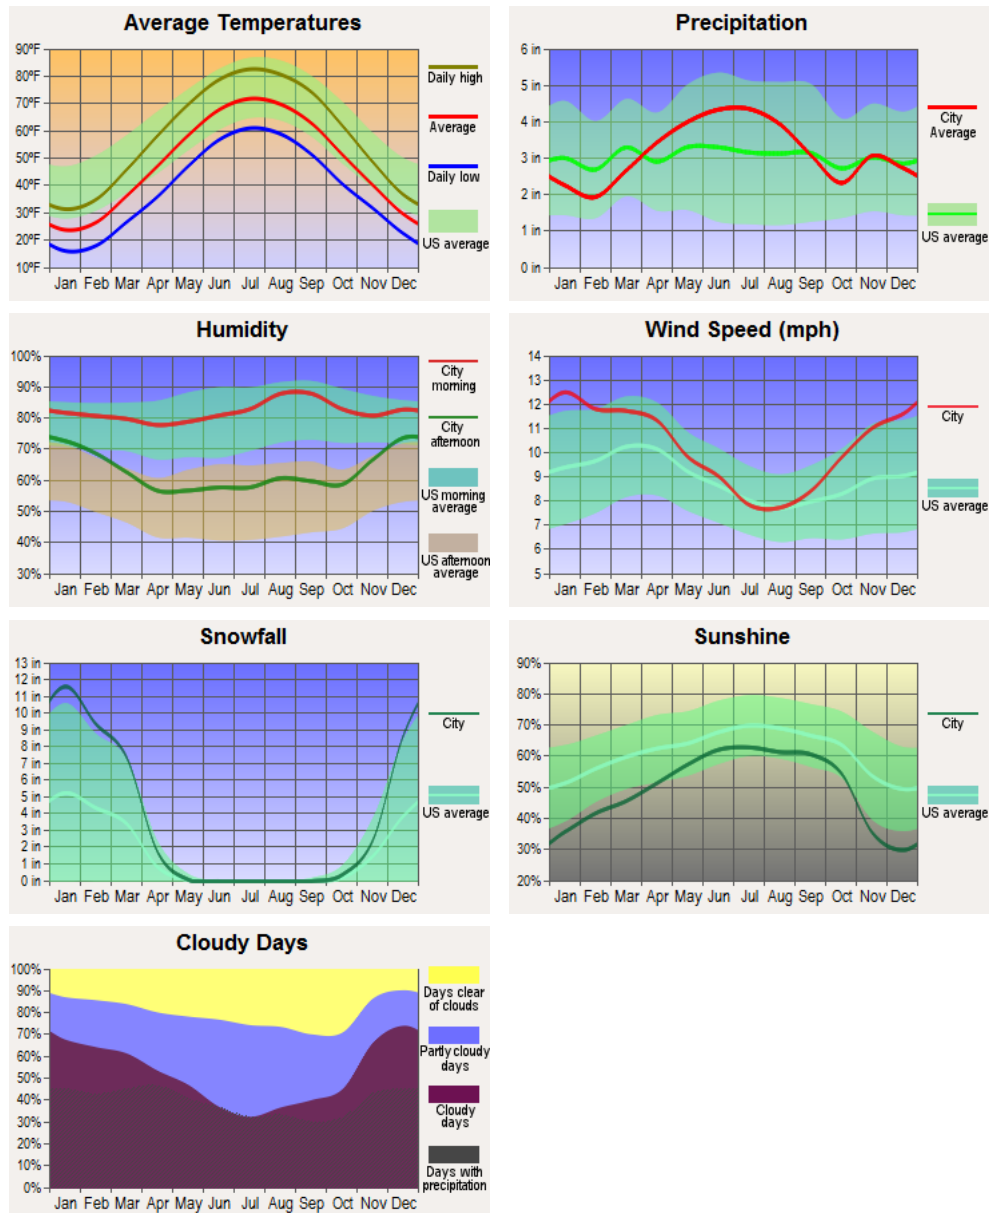 Average Temperatures
90ºF
80ºF
70ºF
60ºF
50ºF
40ºF
30ºF
20ºF
10ºF
Jan Feb Mar Apr May Jun Jul Aug Sep Oct Nov Dec
Daily high
Average
Daily low
US average
Precipitation
6 in
5 in
4 in
3 in
2 in
1 in
0 in
Jan Feb Mar Apr May Jun Jul Aug Sep Oct Nov Dec
City
Average
US average
Humidity
100%
90%
80%
70%
60%
50%
40%
30%
Jan Feb Mar Apr May Jun Jul Aug Sep Oct Nov Dec
City
morning
City
afternoon
US morning
average
US afternoon
average
Wind Speed (mph)
14
13
12
11
10
9
8
7
6
5
Jan Feb Mar Apr May Jun Jul Aug Sep Oct Nov Dec
City
US average
Snowfall
13 in
12 in
11 in
10 in
9 in
8 in
7 in
6 in
5 in
4 in
3 in
2 in
1 in
0 in
Jan Feb Mar Apr May Jun Jul Aug Sep Oct Nov Dec
City
US average
Sunshine
90%
80%
70%
60%
50%
40%
30%
20%
Jan Feb Mar Apr May Jun Jul Aug Sep Oct Nov Dec
City
US average
Cloudy Days
100%
90%
80%
70%
60%
50%
40%
30%
20%
10%
0%
Jan Feb Mar Apr May Jun Jul Aug Sep Oct Nov Dec
Days clear
of clouds
Partly cloudy
days
Cloudy
days
Days with
precipitation